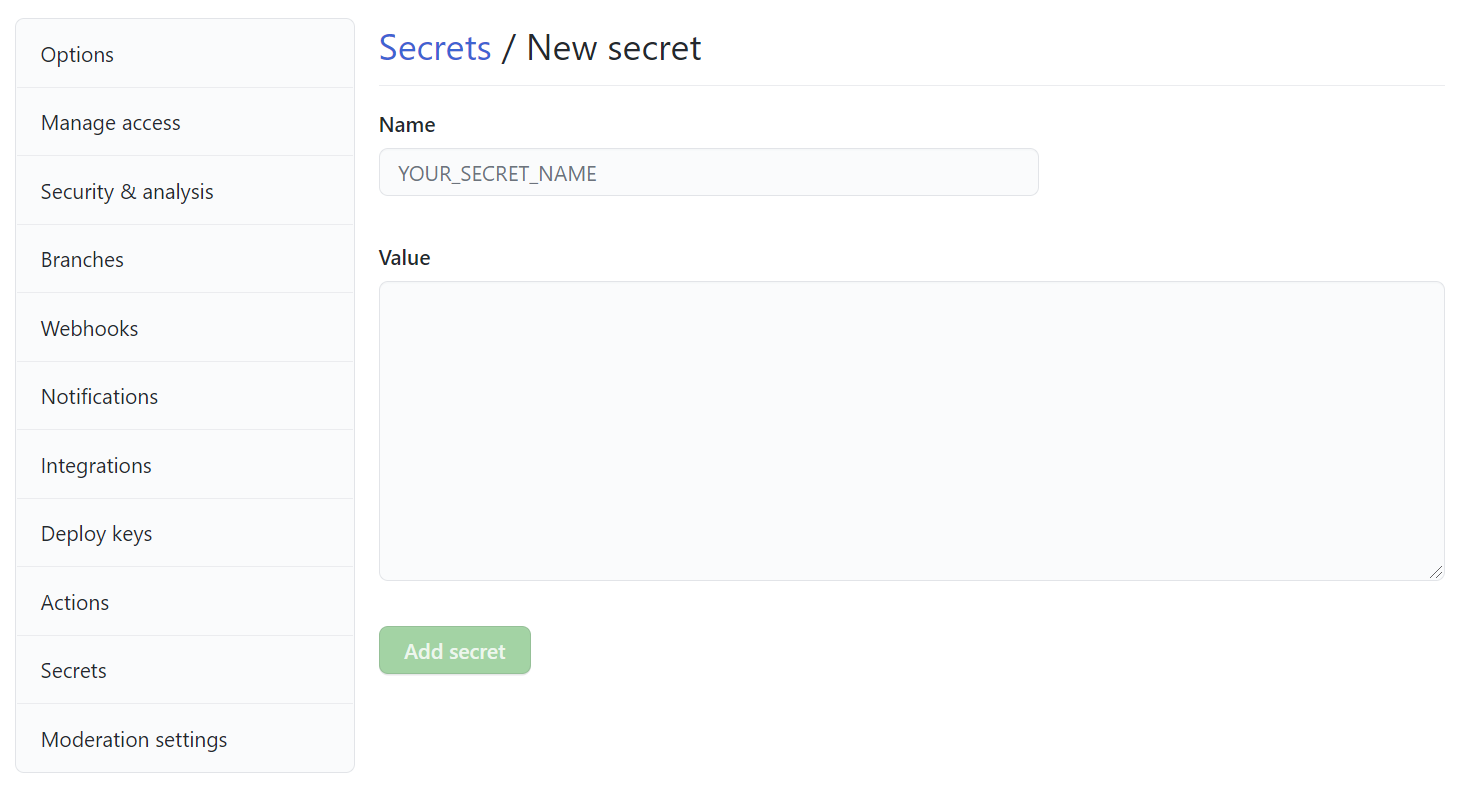 Options
Manage access
Security & analysis
Branches
Webhooks
Notifications
Integrations
Deploy keys
Actions
Secrets
Moderation settings
Secrets / New secret
Name
YOUR_SECRET_NAME
Value
Add secret